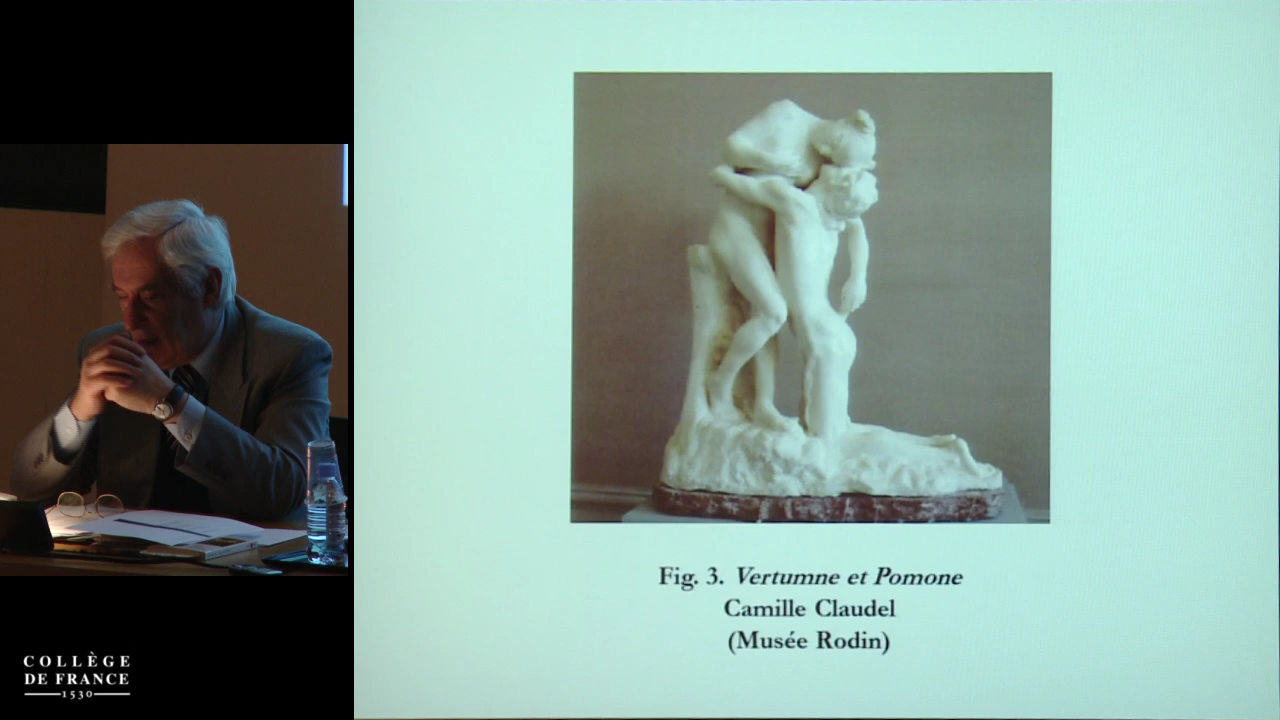 Fig. 3. Vertumne et Pomone
Camille Claudel
(Musée Rodin)
COLLÈGE
DE FRANCE
1530